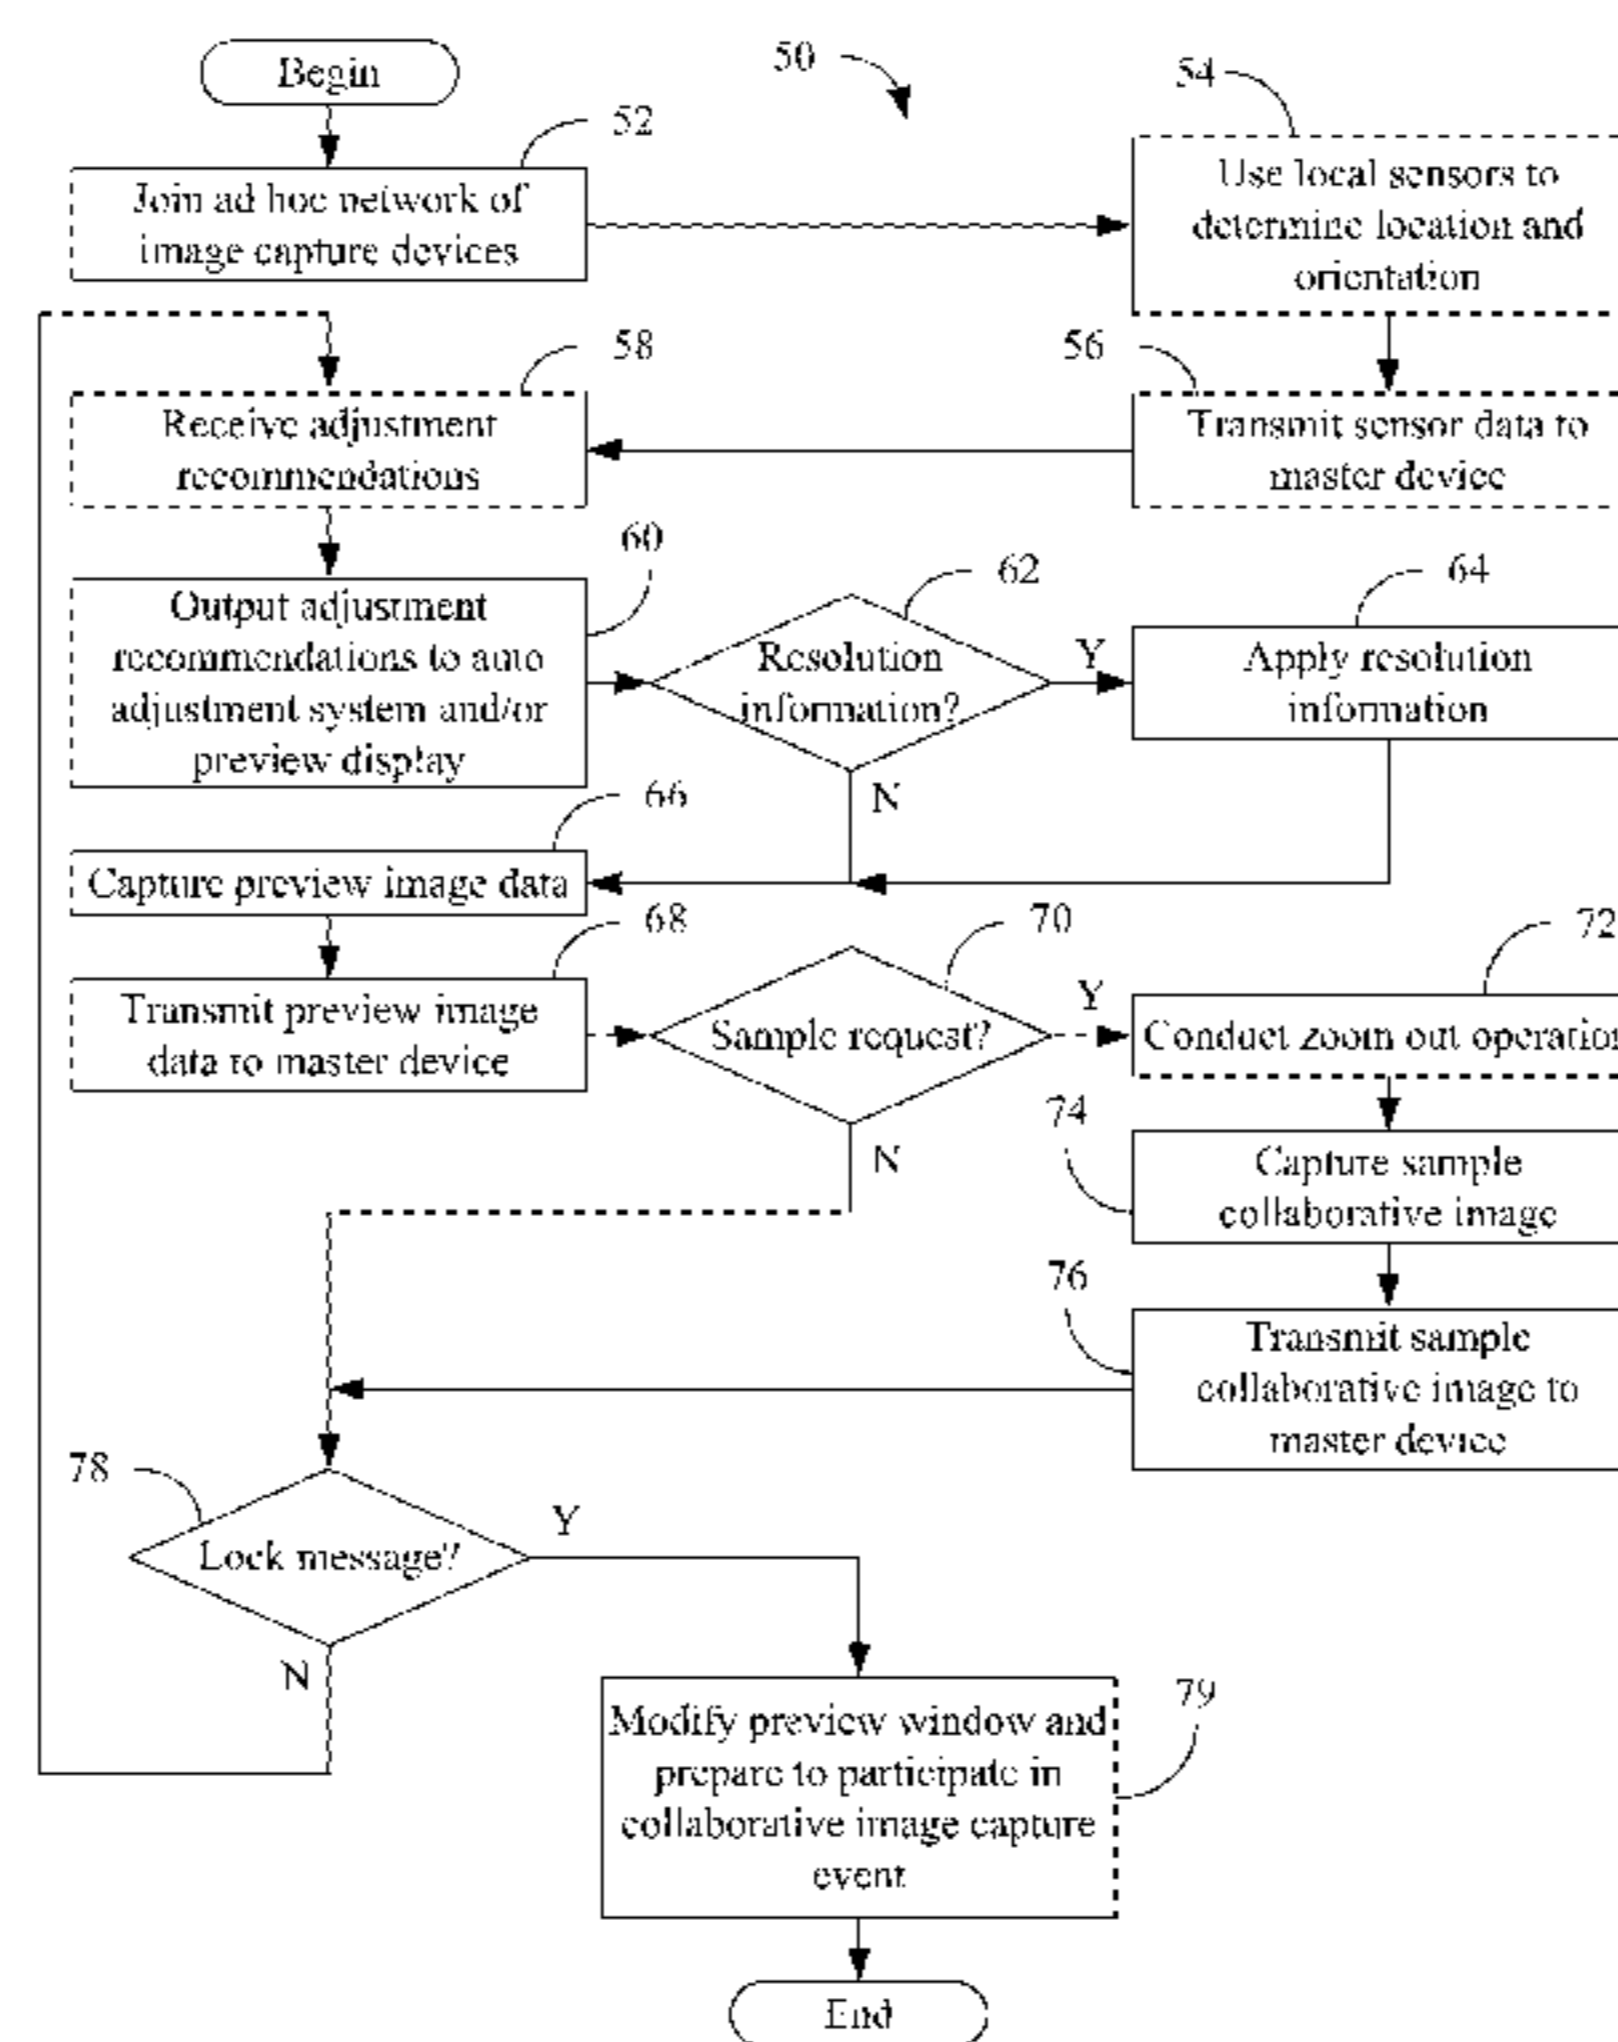 Begin
50
54
52
Join ad hoc network of
image capture devices
Use local sensors to
determine location and
orientation
58
56
Receive adjustment
recommendations
Transmit sensor data to
master device
60
62
64
Output adjustment
recommendations to auto
adjustment system and/or
preview display
Resolution
information?
Y
Apply resolution
information
N
66
Capture preview image data
68
70
72
Transmit preview image
data to master device
Sample request?
Y
Conduct zoom out operation
74
N
Capture sample
collaborative image
76
Transmit sample
collaborative image to
master device
78
Lock message?
Y
N
79
Modify preview window and
prepare to participate in
collaborative image capture
event
End